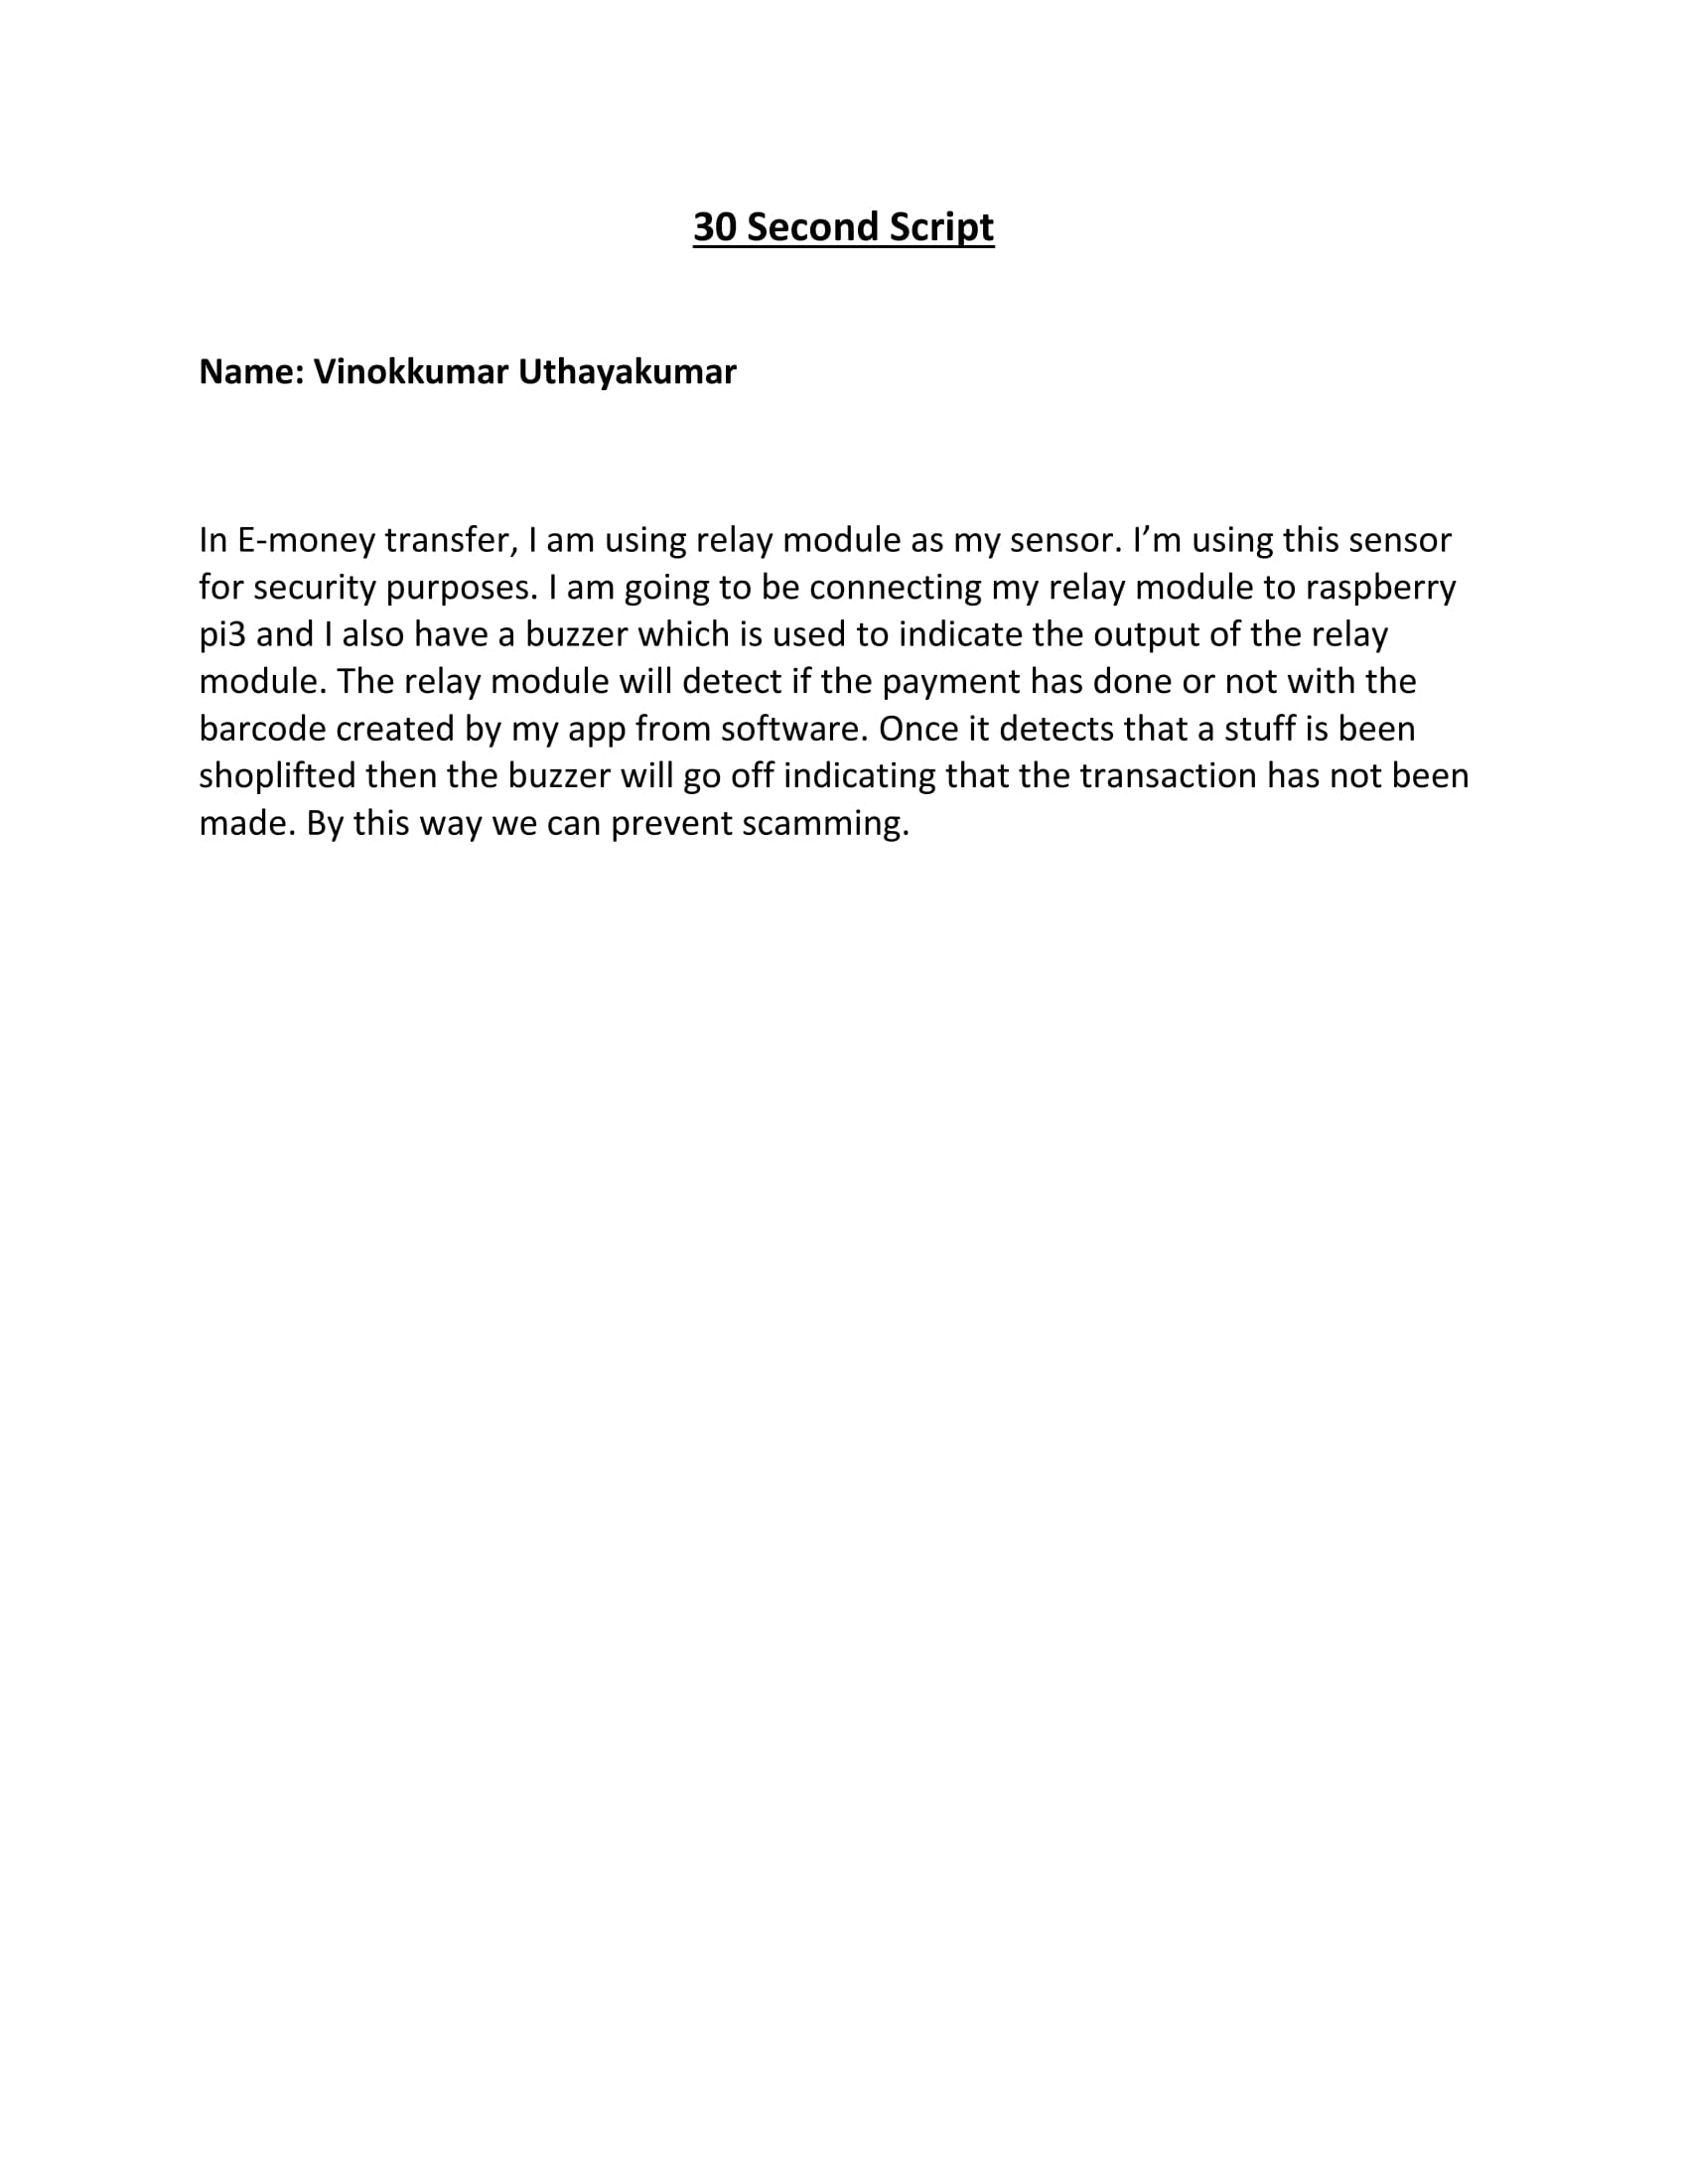 30 Second Script
Name: Vinokkumar Uthayakumar
In E-money transfer, I am using relay module as my sensor. I’m using this sensor
for security purposes. I am going to be connecting my relay module to raspberry
pi3 and I also have a buzzer which is used to indicate the output of the relay
module. The relay module will detect if the payment has done or not with the
barcode created by my app from software. Once it detects that a stuff is been
shoplifted then the buzzer will go off indicating that the transaction has not been
made. By this way we can prevent scamming.